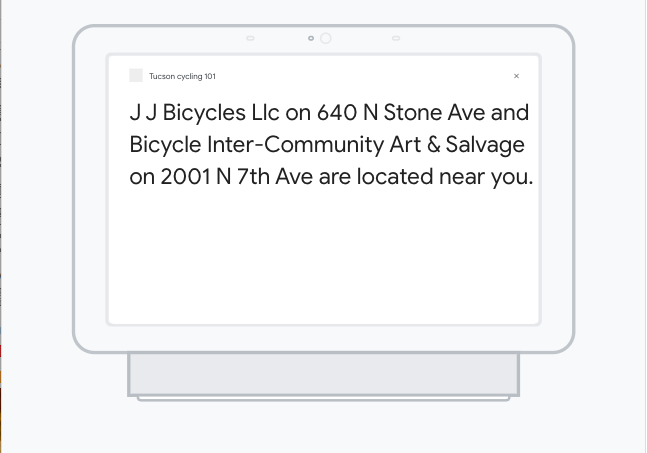 Tucson cycling 101
×
J J Bicycles Llc on 640 N Stone Ave and
Bicycle Inter-Community Art & Salvage
on 2001 N 7th Ave are located near you.